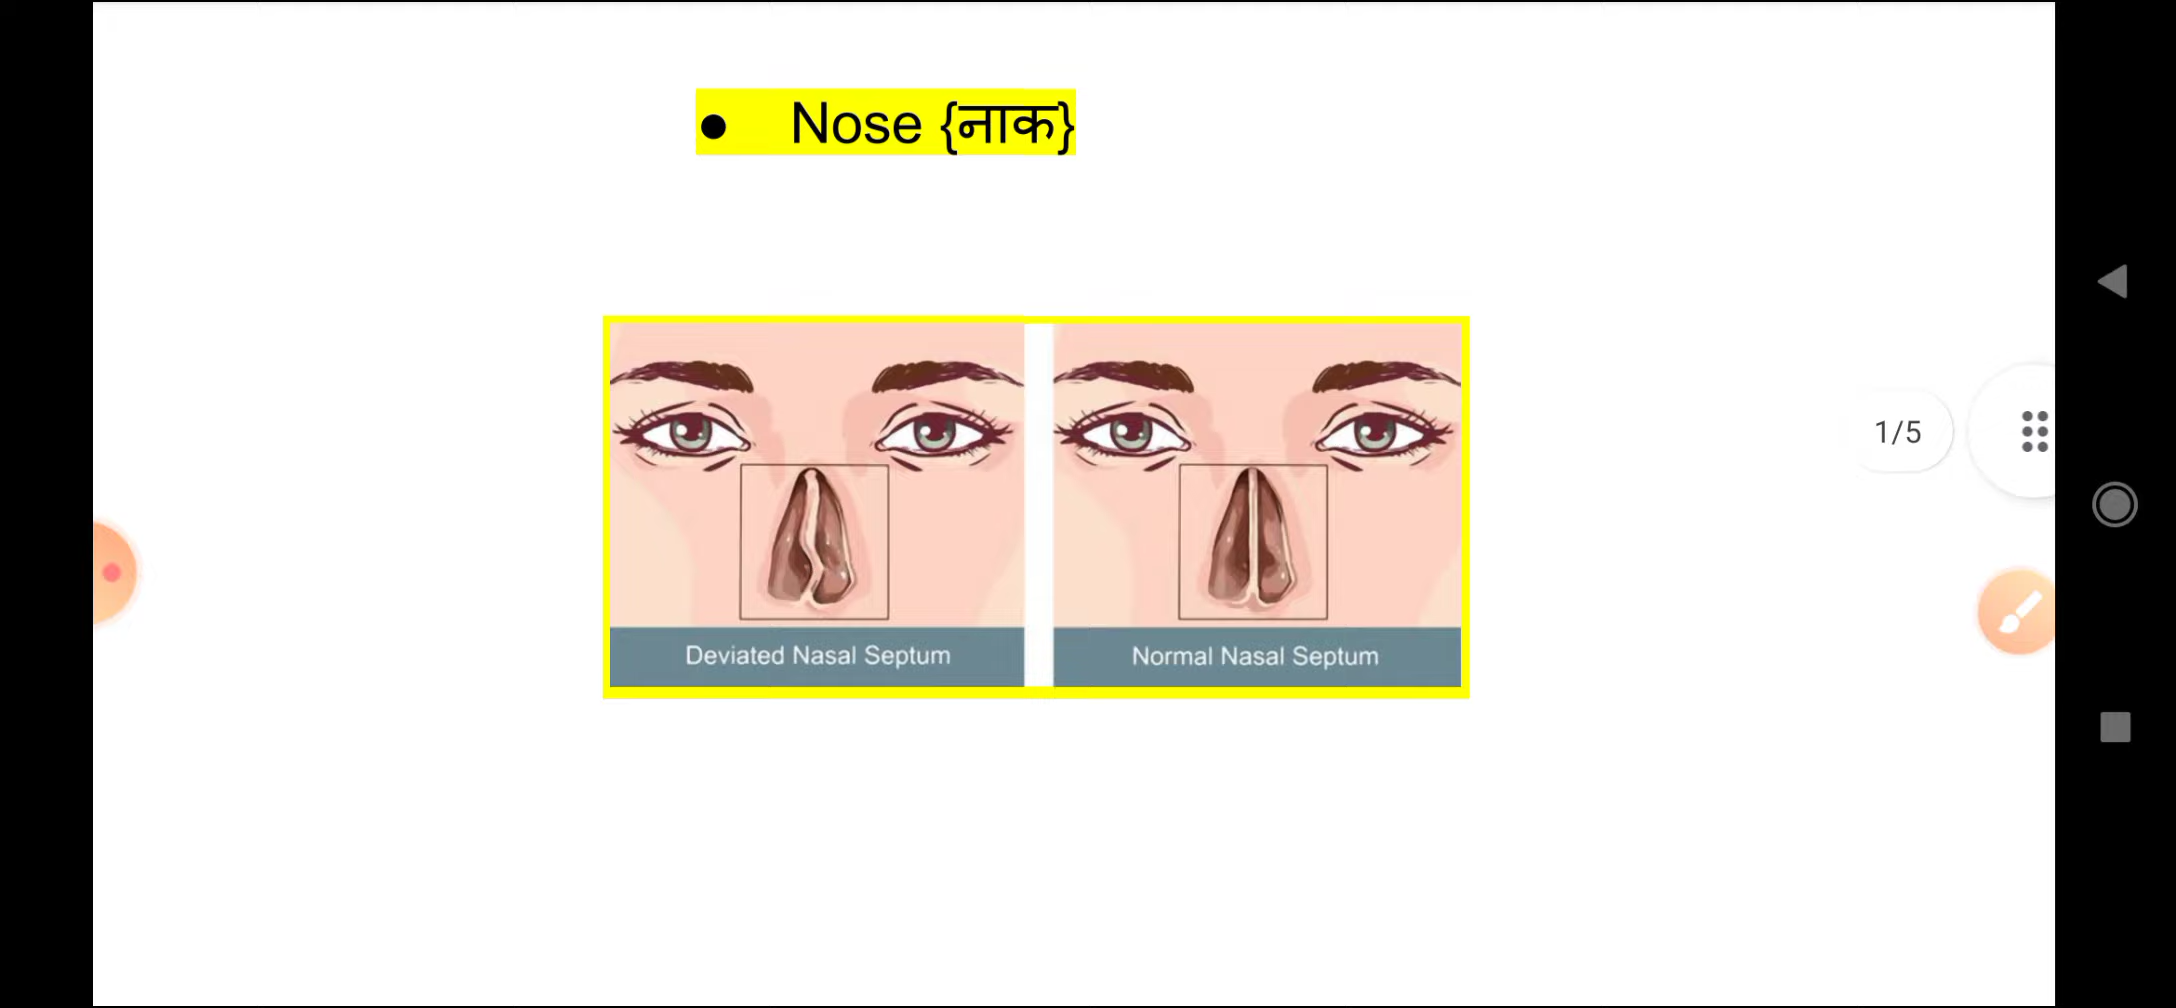 ● Nose {नाक}
1/5
Deviated Nasal Septum
Normal Nasal Septum